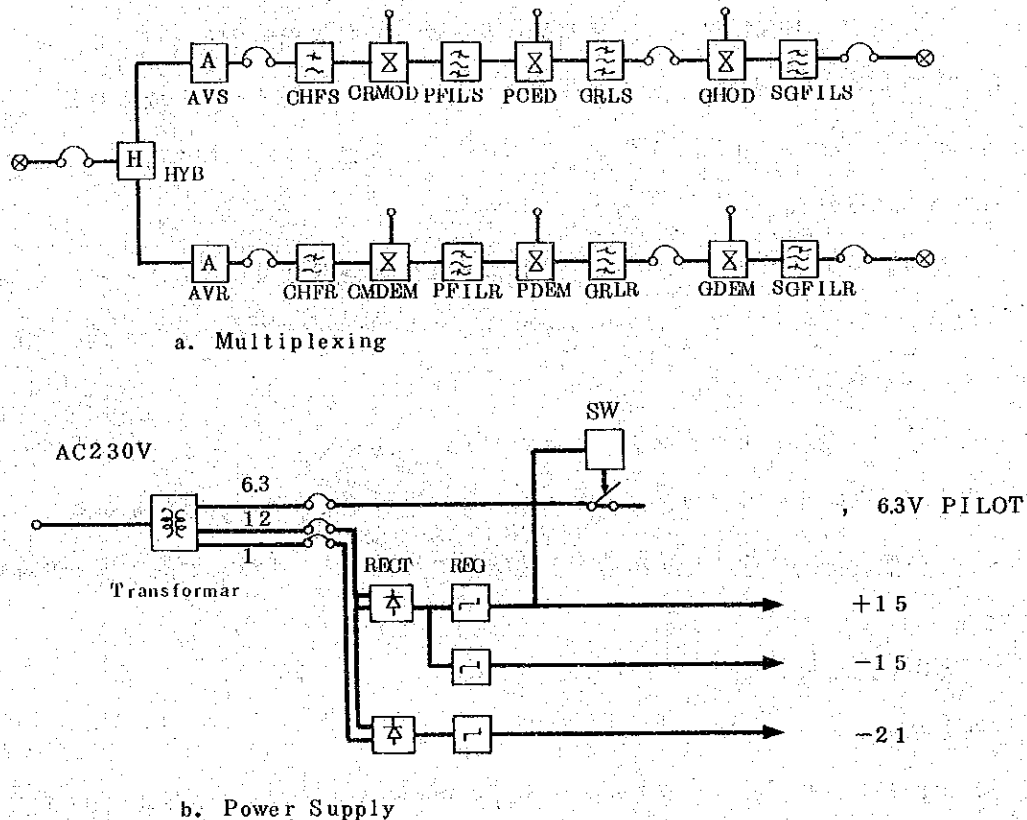 A
AVS
CHFS
CRMOD
PFILS
PCED
GRLS
GHOD
SGFILS
H
HYB
A
AVR
CHFR
CMDEM
PFILR
PDEM
GRLR
GDEM
SGFILR
a. Multiplexing
SW
AC230V
6.3
12
1
, 6.3V PILOT
Transformar
RECT
REG
+15
-15
-21
b. Power Supply